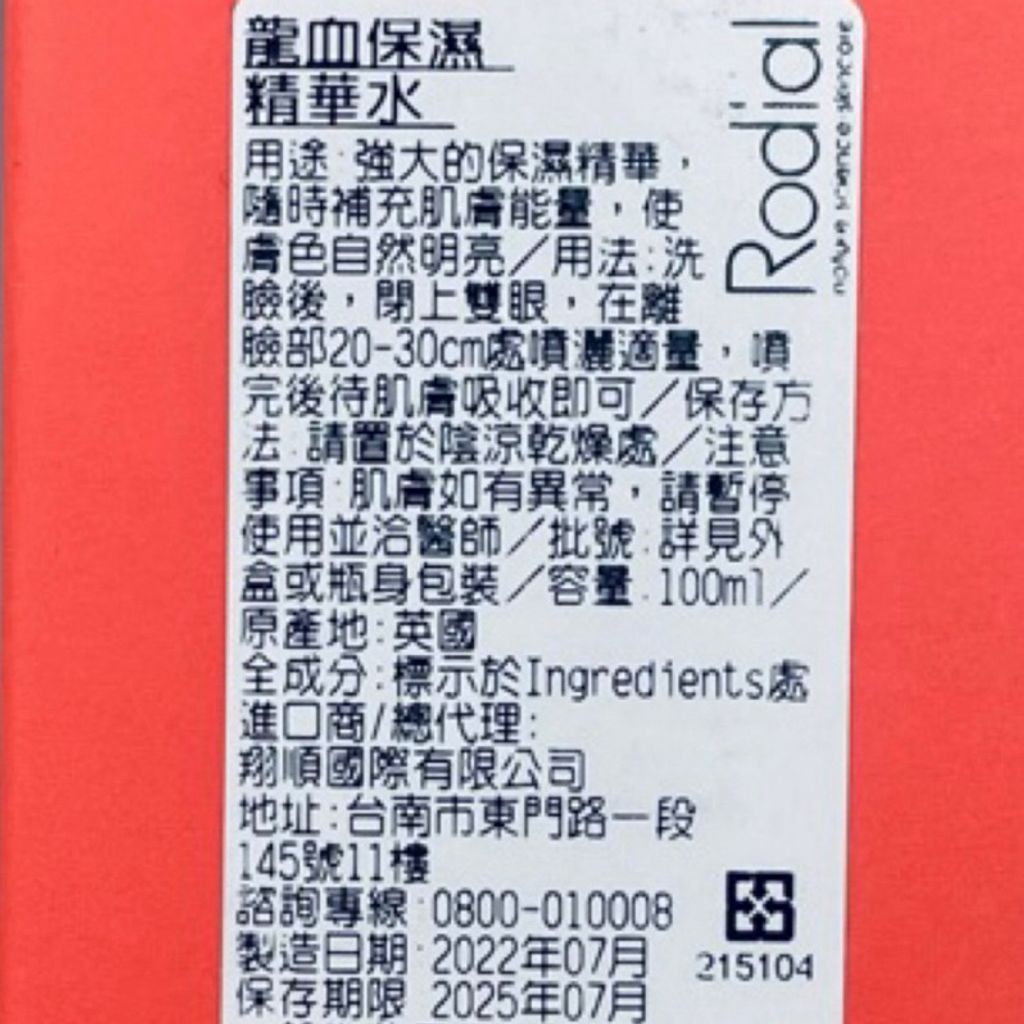 龍血保濕
精華水
用途:強大的保濕精華，
隨時補充肌膚能量，使
膚色自然明亮／用法:洗
臉後，閉上雙眼，在離
臉部20-30cm處噴灑適量，噴
完後待肌膚吸收即可／保存方
法:請置於陰涼乾燥處／注意
事項:肌膚如有異常，請暫停
使用並洽醫師／批號:詳見外
盒或瓶身包裝／容量:100ml／
原產地:英國
全成分:標示於Ingredients處
進口商/總代理:
翔順國際有限公司
地址:台南市東門路一段
145號11樓
諮詢專線:0800-010008
製造日期:2022年07月
保存期限:2025年07月
Rodial
nature science skincare
215104